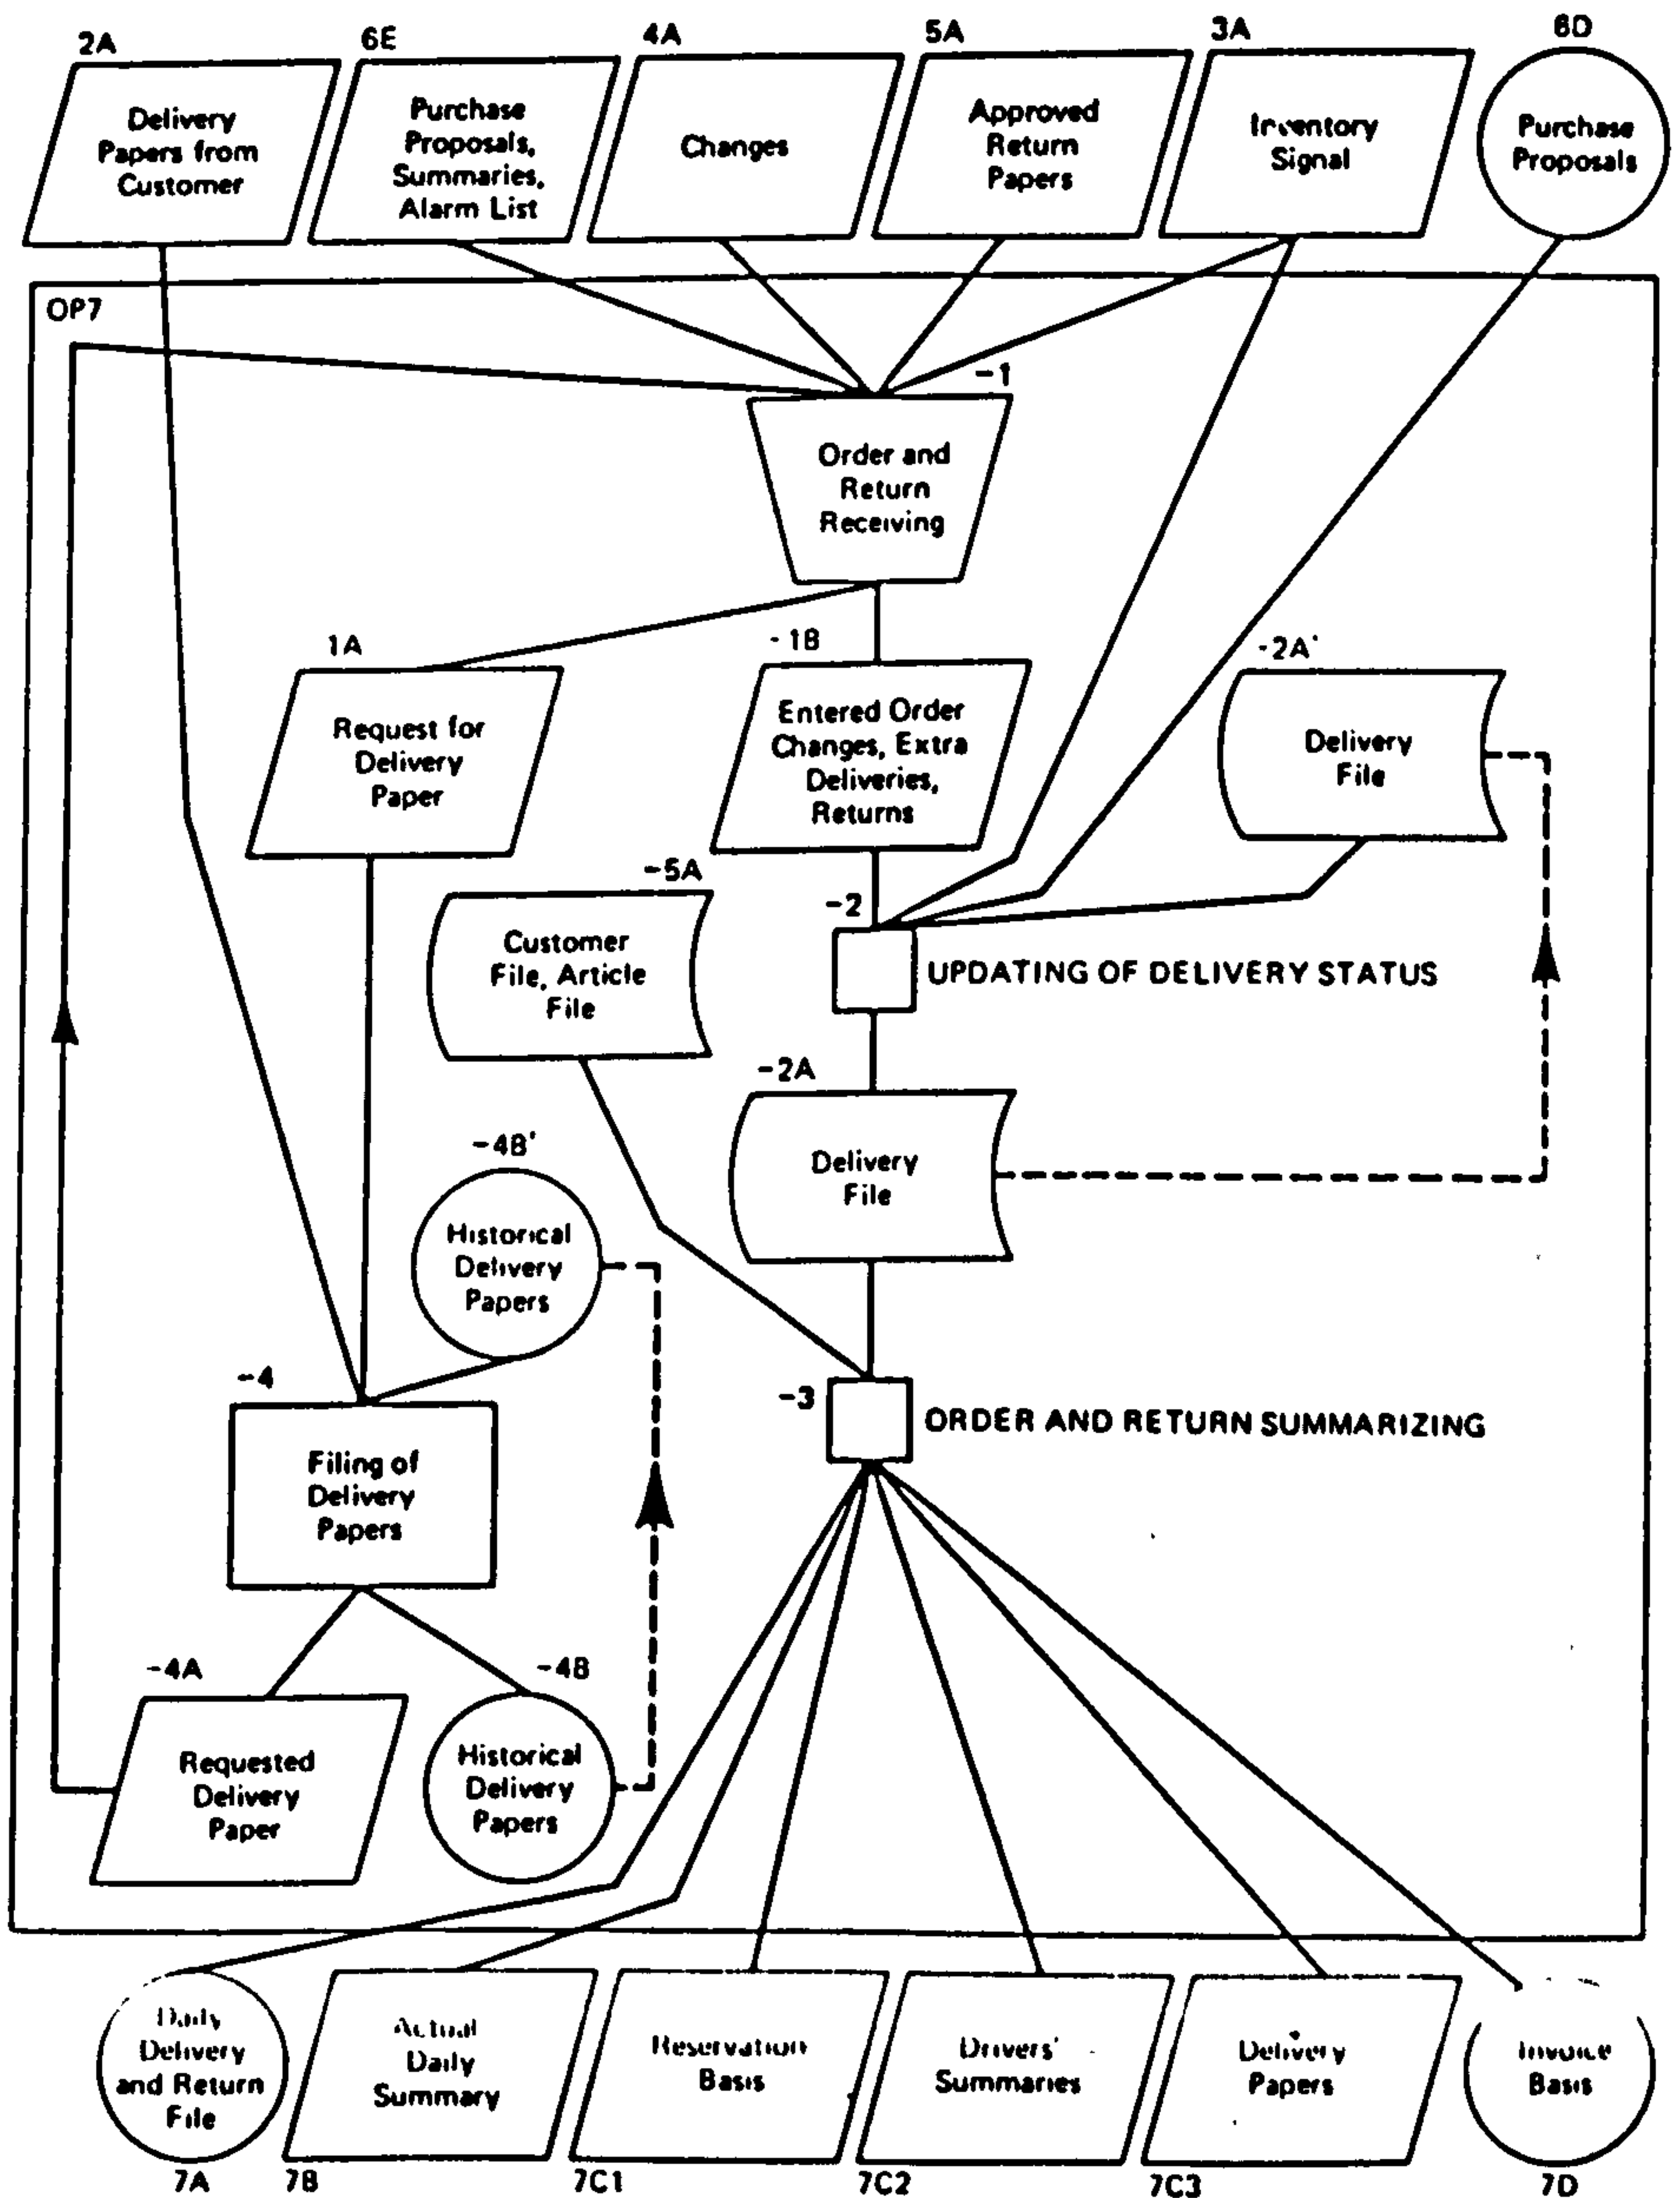 2A
6E
4A
5A
3A
6D
Delivery
Papers from
Customer
Purchase
Proposals,
Summaries,
Alarm List
Changes
Approved
Return
Papers
Inventory
Signal
Purchase
Proposals
OP7
-1
Order and
Return
Receiving
1A
Request for
Delivery
Paper
-1B
Entered Order
Changes, Extra
Deliveries,
Returns
-2A'
Delivery
File
-5A
Customer
File, Article
File
-2
UPDATING OF DELIVERY STATUS
-2A
Delivery
File
-4B'
Historical
Delivery
Papers
-4
Filing of
Delivery
Papers
-3
ORDER AND RETURN SUMMARIZING
-4A
Requested
Delivery
Paper
-4B
Historical
Delivery
Papers
Daily
Delivery
and Return
File
Actual
Daily
Summary
Reservation
Basis
Drivers'
Summaries
Delivery
Papers
Invoice
Basis
7A
7B
7C1
7C2
7C3
7D